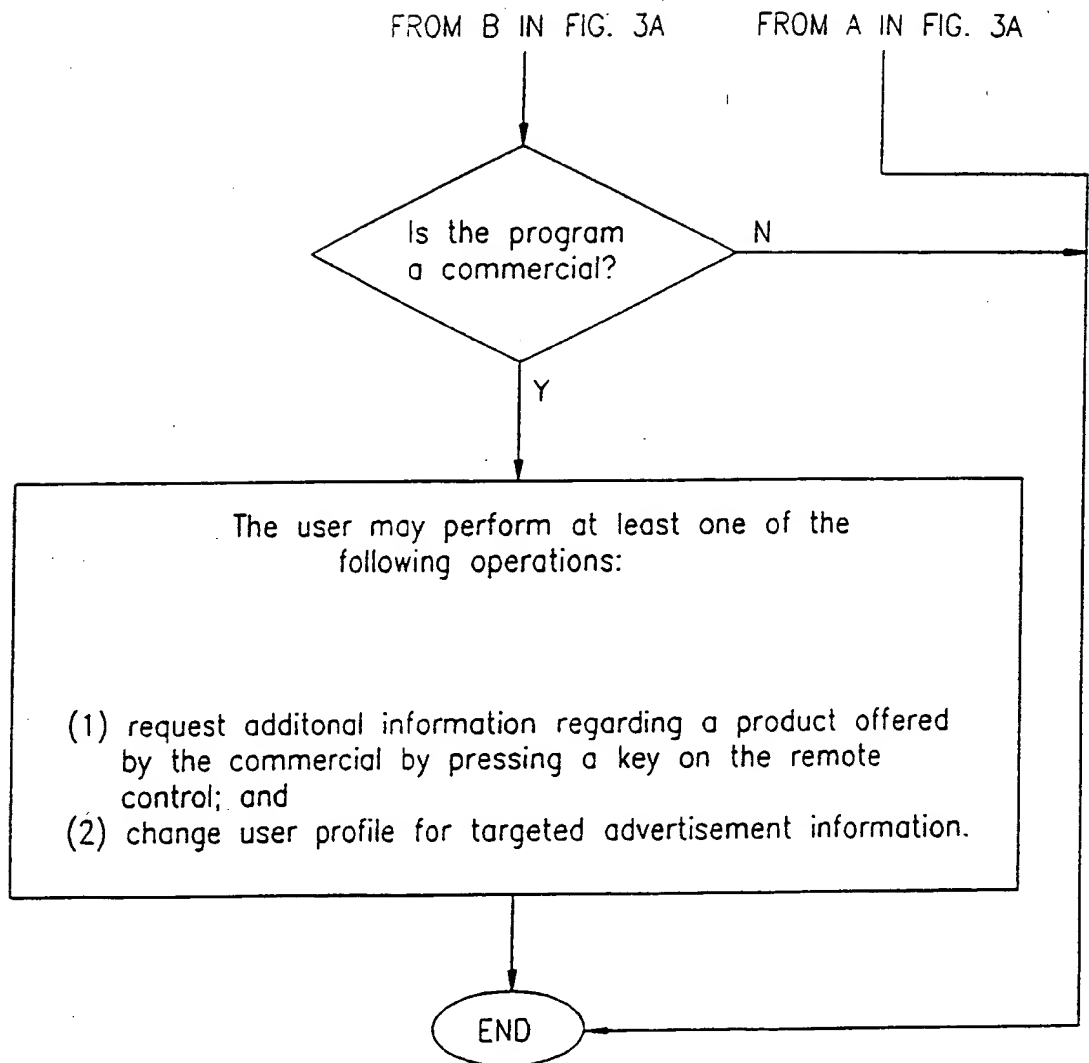 FROM B IN FIG. 3A
FROM A IN FIG. 3A
Is the program
a commercial?
N
Y
The user may perform at least one of the
following operations:
(1) request additonal information regarding a product offered
by the commercial by pressing a key on the remote
control; and
(2) change user profile for targeted advertisement information.
END